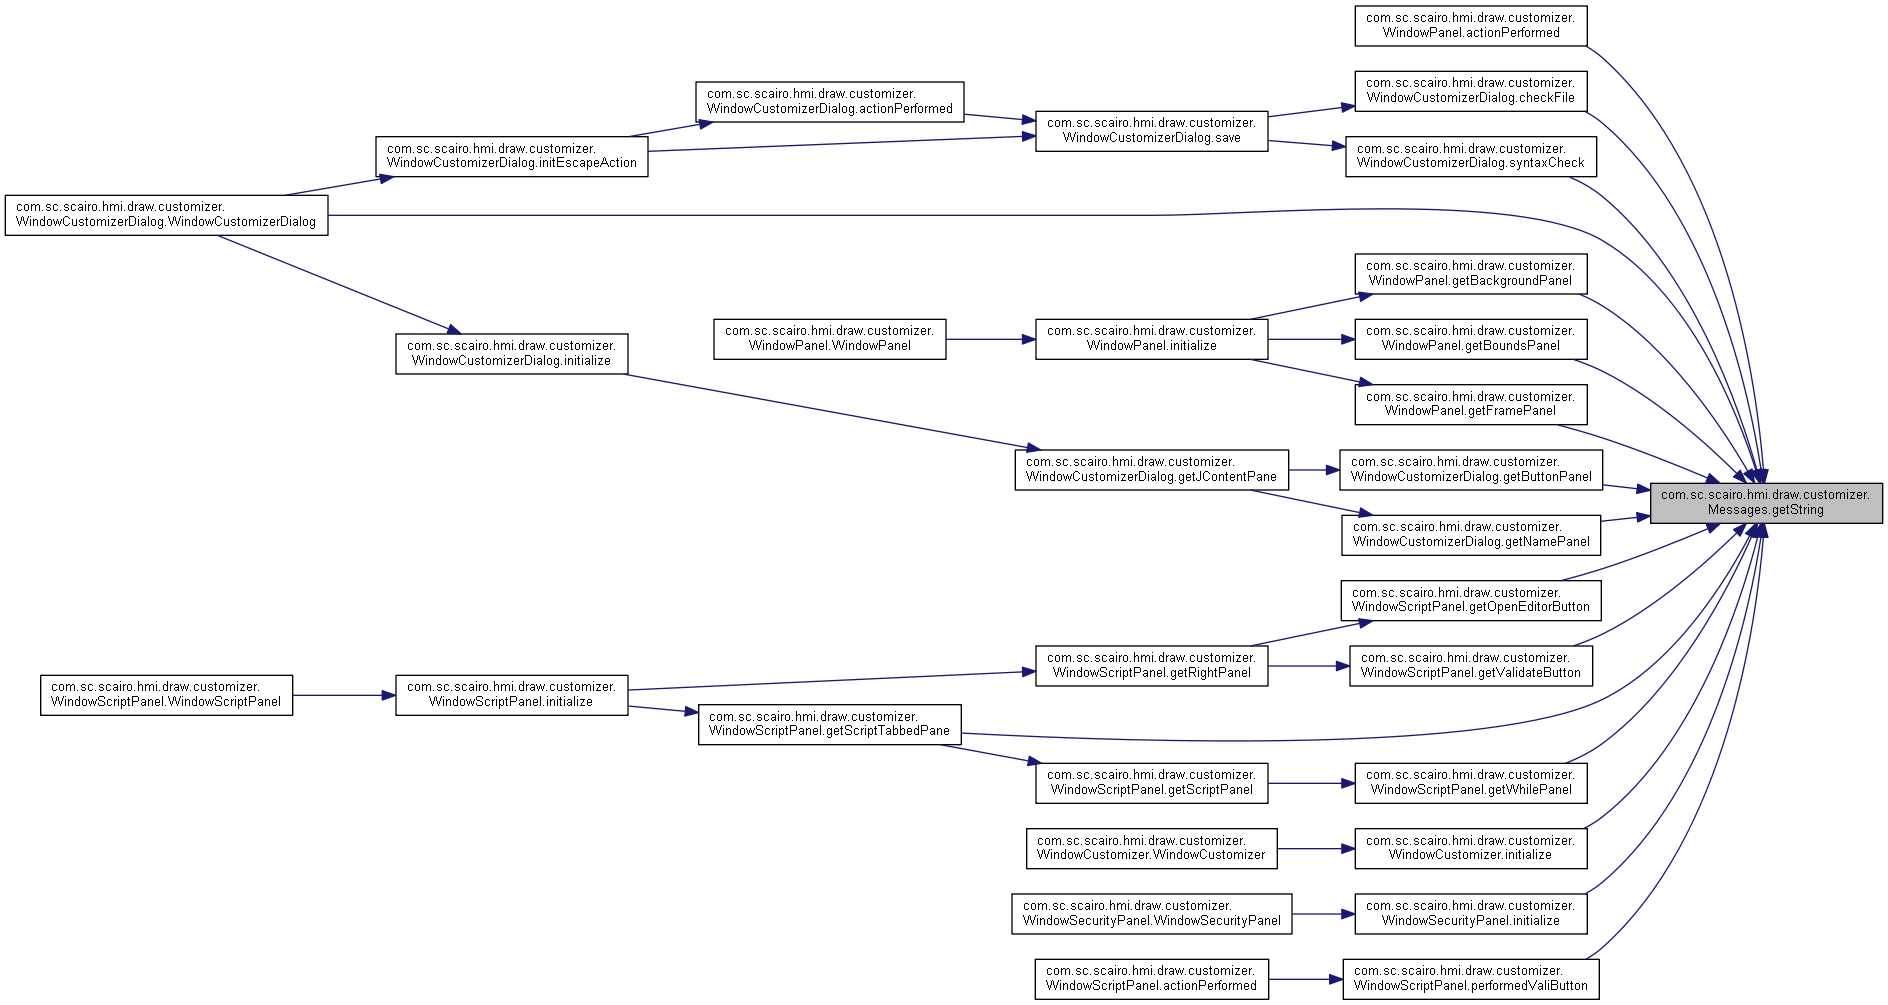 com.sc.scairo.hmi.draw.customizer.
WindowPanel.actionPerformed
com.sc.scairo.hmi.draw.customizer.
WindowCustomizerDialog.checkFile
com.sc.scairo.hmi.draw.customizer.
WindowCustomizerDialog.actionPerformed
com.sc.scairo.hmi.draw.customizer.
WindowCustomizerDialog.save
com.sc.scairo.hmi.draw.customizer.
WindowCustomizerDialog.initEscapeAction
com.sc.scairo.hmi.draw.customizer.
WindowCustomizerDialog.syntaxCheck
com.sc.scairo.hmi.draw.customizer.
WindowCustomizerDialog.WindowCustomizerDialog
com.sc.scairo.hmi.draw.customizer.
WindowPanel.getBackgroundPanel
com.sc.scairo.hmi.draw.customizer.
WindowPanel.WindowPanel
com.sc.scairo.hmi.draw.customizer.
WindowPanel.initialize
com.sc.scairo.hmi.draw.customizer.
WindowPanel.getBoundsPanel
com.sc.scairo.hmi.draw.customizer.
WindowCustomizerDialog.initialize
com.sc.scairo.hmi.draw.customizer.
WindowPanel.getFramePanel
com.sc.scairo.hmi.draw.customizer.
WindowCustomizerDialog.getJContentPane
com.sc.scairo.hmi.draw.customizer.
WindowCustomizerDialog.getButtonPanel
com.sc.scairo.hmi.draw.customizer.
Messages.getString
com.sc.scairo.hmi.draw.customizer.
WindowCustomizerDialog.getNamePanel
com.sc.scairo.hmi.draw.customizer.
WindowScriptPanel.getOpenEditorButton
com.sc.scairo.hmi.draw.customizer.
WindowScriptPanel.getRightPanel
com.sc.scairo.hmi.draw.customizer.
WindowScriptPanel.getValidateButton
com.sc.scairo.hmi.draw.customizer.
WindowScriptPanel.WindowScriptPanel
com.sc.scairo.hmi.draw.customizer.
WindowScriptPanel.initialize
com.sc.scairo.hmi.draw.customizer.
WindowScriptPanel.getScriptTabbedPane
com.sc.scairo.hmi.draw.customizer.
WindowScriptPanel.getScriptPanel
com.sc.scairo.hmi.draw.customizer.
WindowScriptPanel.getWhilePanel
com.sc.scairo.hmi.draw.customizer.
WindowCustomizer.WindowCustomizer
com.sc.scairo.hmi.draw.customizer.
WindowCustomizer.initialize
com.sc.scairo.hmi.draw.customizer.
WindowSecurityPanel.WindowSecurityPanel
com.sc.scairo.hmi.draw.customizer.
WindowSecurityPanel.initialize
com.sc.scairo.hmi.draw.customizer.
WindowScriptPanel.actionPerformed
com.sc.scairo.hmi.draw.customizer.
WindowScriptPanel.performedValiButton